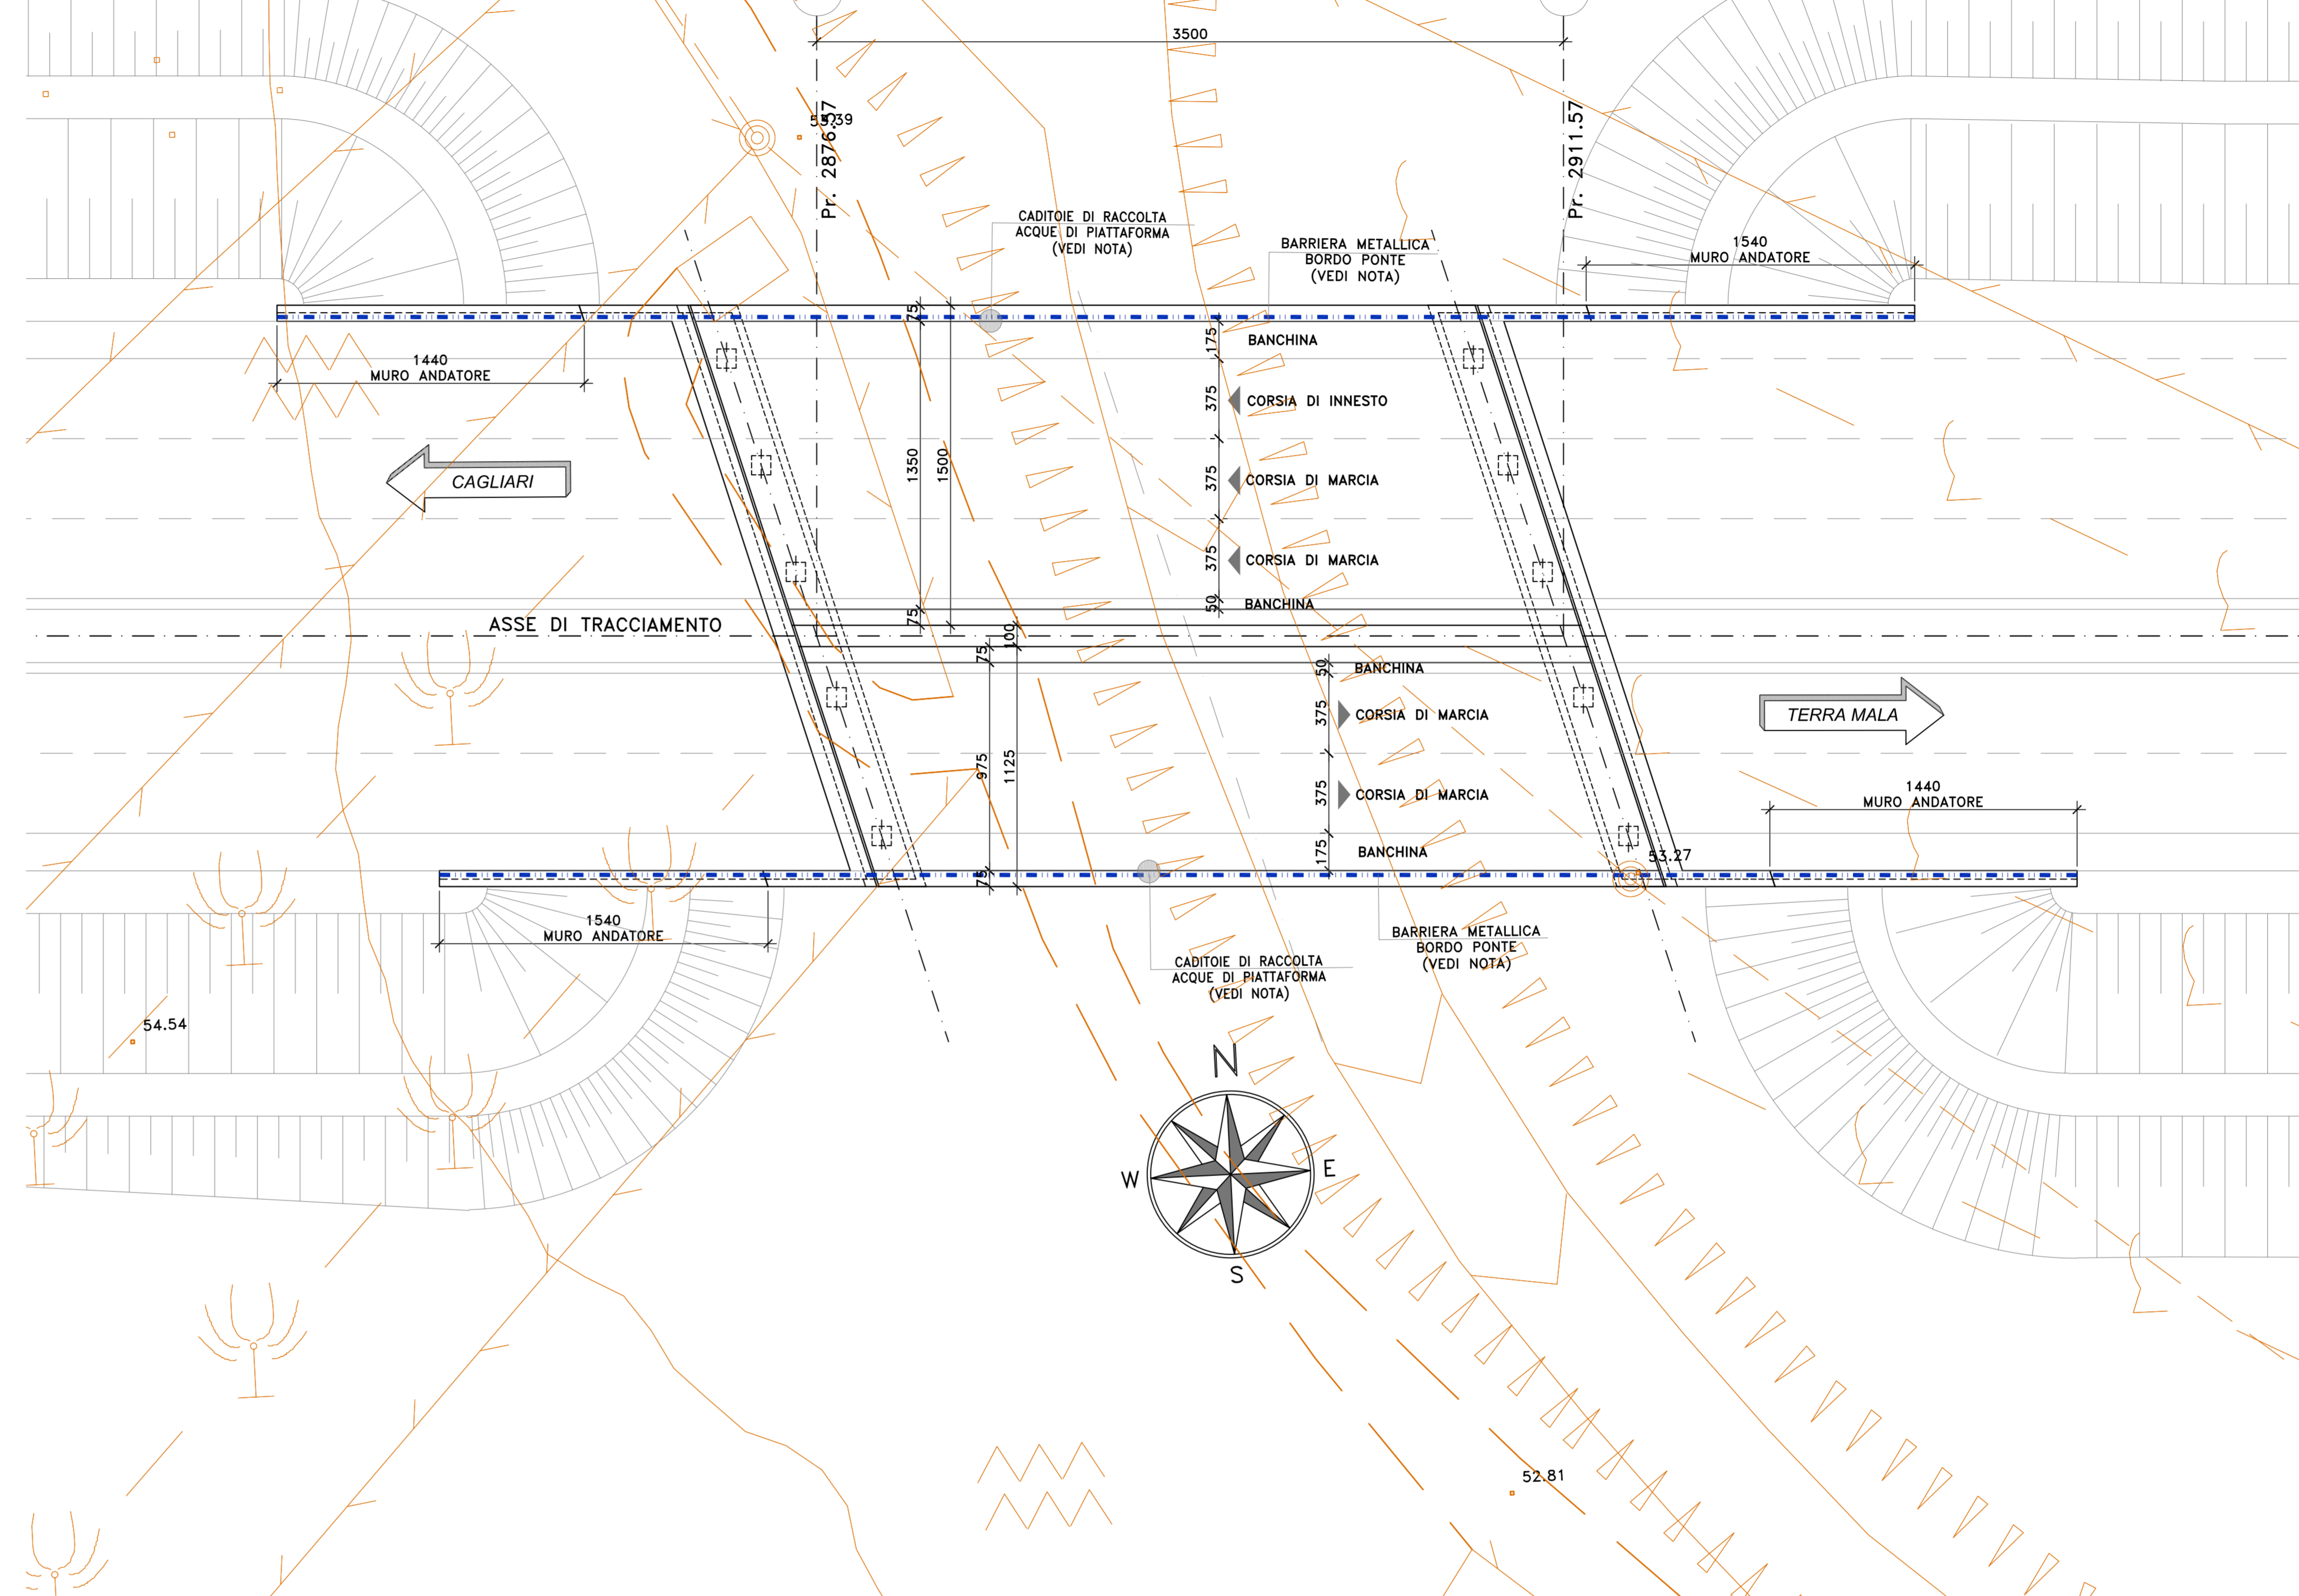 3500
Pr. 2876.57
Pr. 2911.57
CADITOIE DI RACCOLTA
ACQUE DI PIATTAFORMA
(VEDI NOTA)
BARRIERA METALLICA
BORDO PONTE
(VEDI NOTA)
1540
MURO ANDATORE
75
175
BANCHINA
1440
MURO ANDATORE
375
CORSIA DI INNESTO
CAGLIARI
1350
1500
375
CORSIA DI MARCIA
375
CORSIA DI MARCIA
50
BANCHINA
75
ASSE DI TRACCIAMENTO
100
75
50
BANCHINA
375
CORSIA DI MARCIA
TERRA MALA
975
1125
375
CORSIA DI MARCIA
1440
MURO ANDATORE
175
BANCHINA
53.27
75
1540
MURO ANDATORE
BARRIERA METALLICA
BORDO PONTE
(VEDI NOTA)
CADITOIE DI RACCOLTA
ACQUE DI PIATTAFORMA
(VEDI NOTA)
54.54
N
W
E
S
52.81